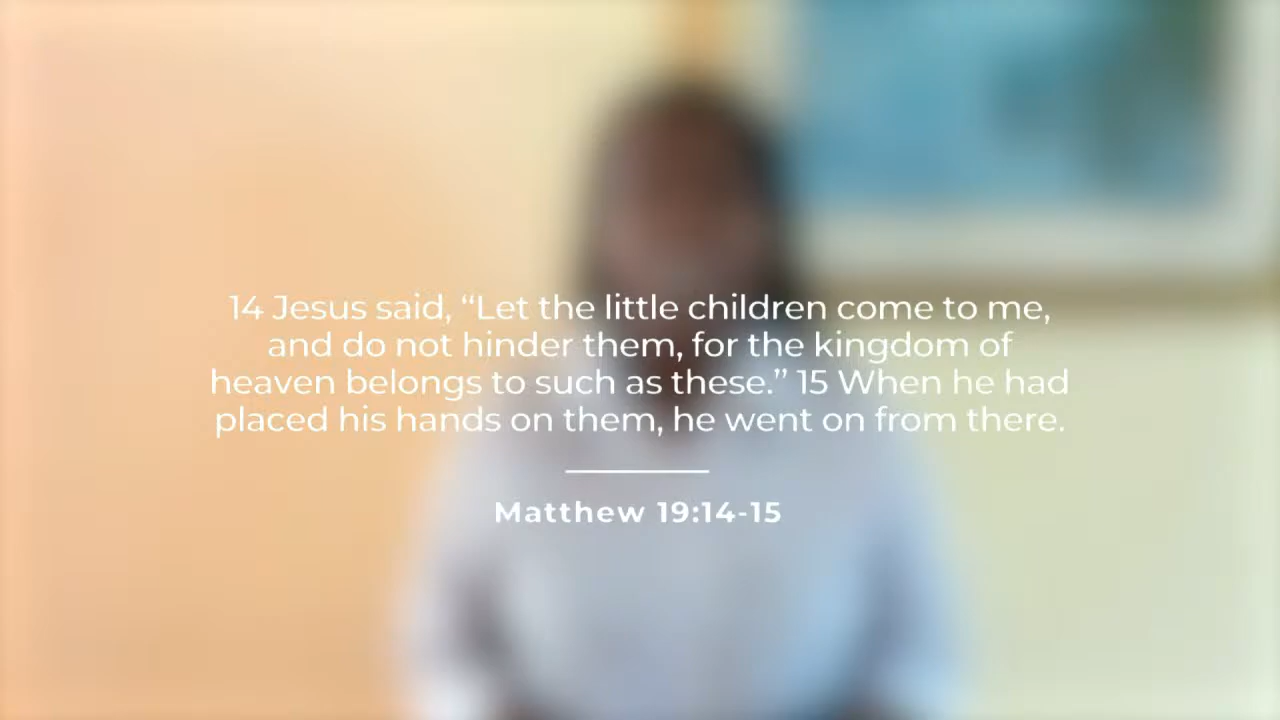 14 Jesus said, “Let the little children come to me,
and do not hinder them, for the kingdom of
heaven belongs to such as these.” 15 When he had
placed his hands on them, he went on from there.
Matthew 19:14-15